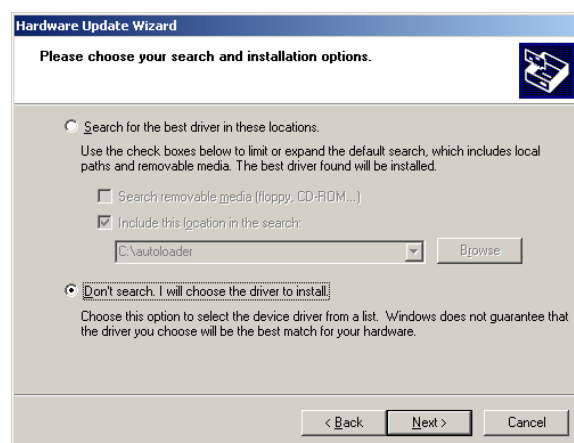 Hardware Update Wizard
Please choose your search and installation options.
Search for the best driver in these locations.
Use the check boxes below to limit or expand the default search, which includes local
paths and removable media. The best driver found will be installed.
Search removable media (floppy, CD-ROM...)
Include this location in the search:
C:\autoloader
Browse
Don't search. I will choose the driver to install.
Choose this option to select the device driver from a list. Windows does not guarantee that
the driver you choose will be the best match for your hardware.
< Back Next > Cancel